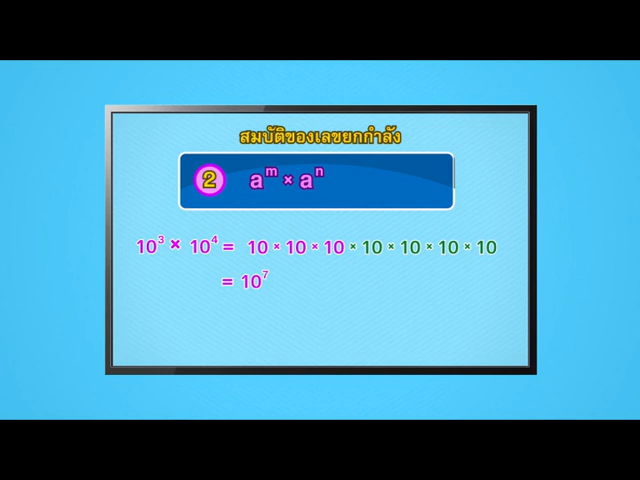 สมบัติของเลขยกกำลัง
2 aᵐ × aⁿ
10³ × 10⁴ = 10 × 10 × 10 × 10 × 10 × 10 × 10
= 10⁷